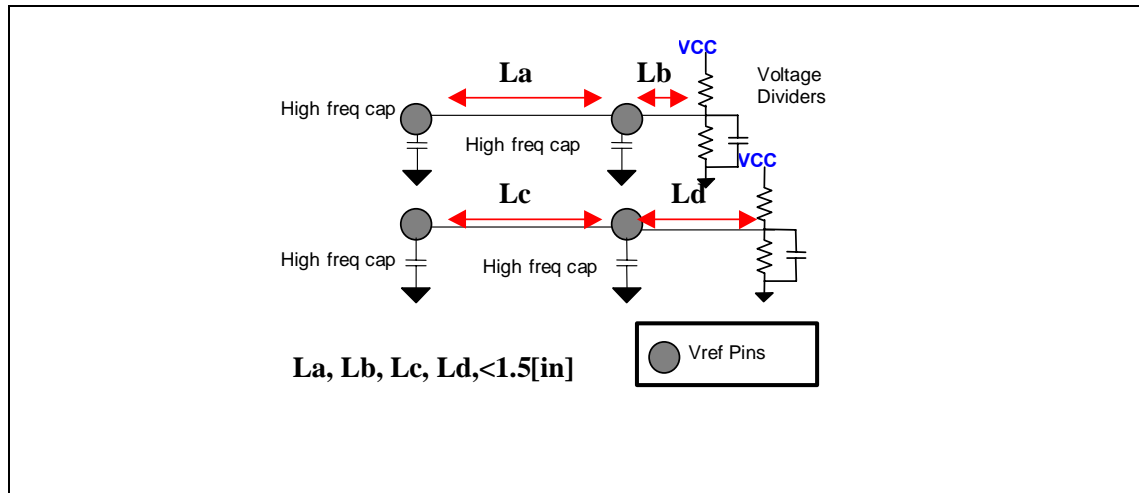 VCC
La
Lb
Voltage
Dividers
High freq cap
High freq cap
VCC
Lc
Ld
High freq cap
High freq cap
La, Lb, Lc, Ld,<1.5[in]
Vref Pins